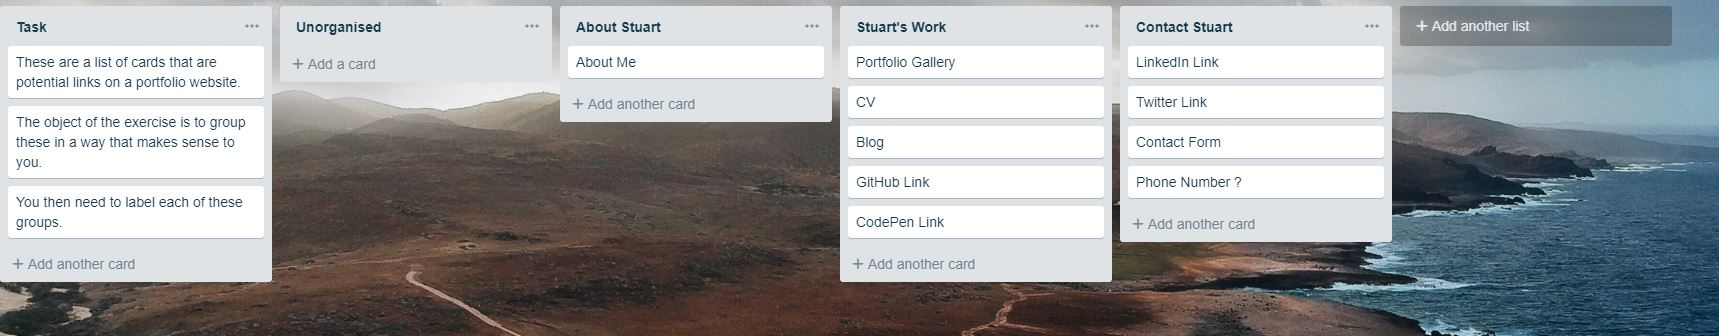 Task
These are a list of cards that are
potential links on a portfolio website.
The object of the exercise is to group
these in a way that makes sense to
you.
You then need to label each of these
groups.
+ Add another card
Unorganised
+ Add a card
About Stuart
About Me
+ Add another card
Stuart's Work
Portfolio Gallery
CV
Blog
GitHub Link
CodePen Link
+ Add another card
Contact Stuart
LinkedIn Link
Twitter Link
Contact Form
Phone Number ?
+ Add another card
+ Add another list